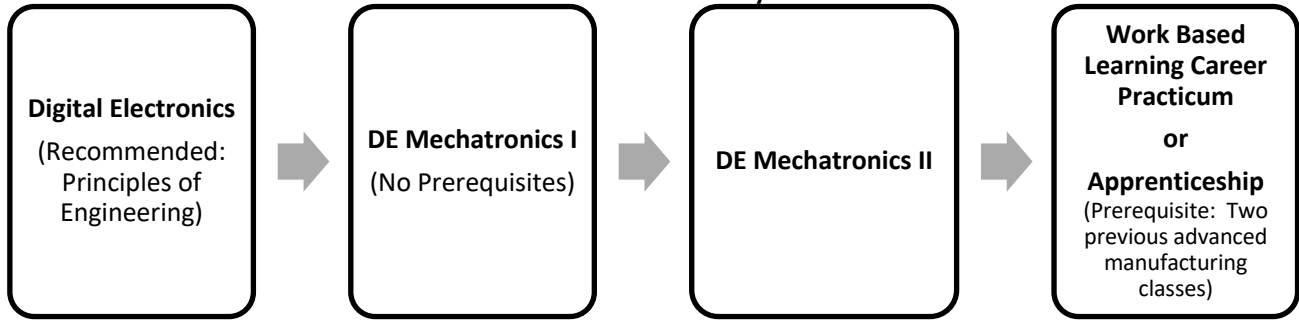 Digital Electronics
(Recommended:
Principles of
Engineering)
DE Mechatronics I
(No Prerequisites)
DE Mechatronics II
Work Based
Learning Career
Practicum
or
Apprenticeship
(Prerequisite: Two
previous advanced
manufacturing
classes)